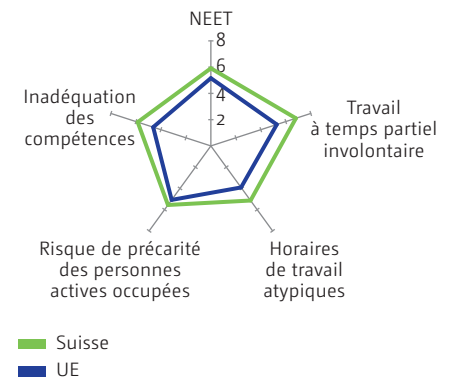 NEET
8
6
4
2
Inadéquation
des
compétences
Travail
à temps partiel
involontaire
Risque de précarité
des personnes
actives occupées
Horaires
de travail
atypiques
Suisse
UE